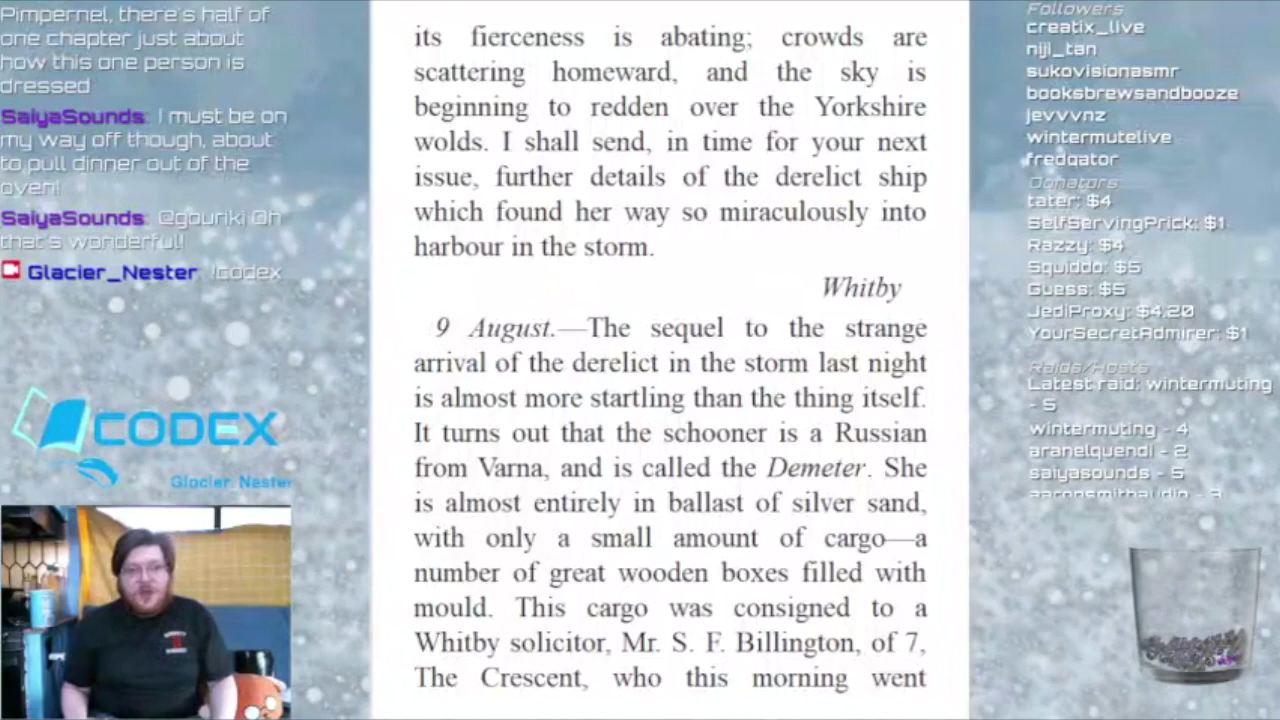 Pimpernel, there's half of
one chapter just about
how this one person is
dressed
SaiyaSounds: I must be on
my way off though, about
to pull dinner out of the
oven!
SaiyaSounds: @gouriki Oh
that's wonderful!
Glacier_Nester: !codex
CODEX
Glacier_Nester
its fierceness is abating; crowds are
scattering homeward, and the sky is
beginning to redden over the Yorkshire
wolds. I shall send, in time for your next
issue, further details of the derelict ship
which found her way so miraculously into
harbour in the storm.
Whitby
9 August.—The sequel to the strange
arrival of the derelict in the storm last night
is almost more startling than the thing itself.
It turns out that the schooner is a Russian
from Varna, and is called the Demeter. She
is almost entirely in ballast of silver sand,
with only a small amount of cargo—a
number of great wooden boxes filled with
mould. This cargo was consigned to a
Whitby solicitor, Mr. S. F. Billington, of 7,
The Crescent, who this morning went
Followers
creatix_live
niji_tan
sukovisionasmr
booksbrewsandbooze
jevvvnz
wintermutelive
fredgator
Donators
tater: $4
SelfServingPrick: $1
Razzy: $4
Squiddo: $5
Guess: $5
JediProxy: $4.20
YourSecretAdmirer: $1
Raids/Hosts
Latest raid: wintermuting
- 5
wintermuting - 4
aranelquendi - 2
saiyasounds - 5
aaronsmithaudio - 3